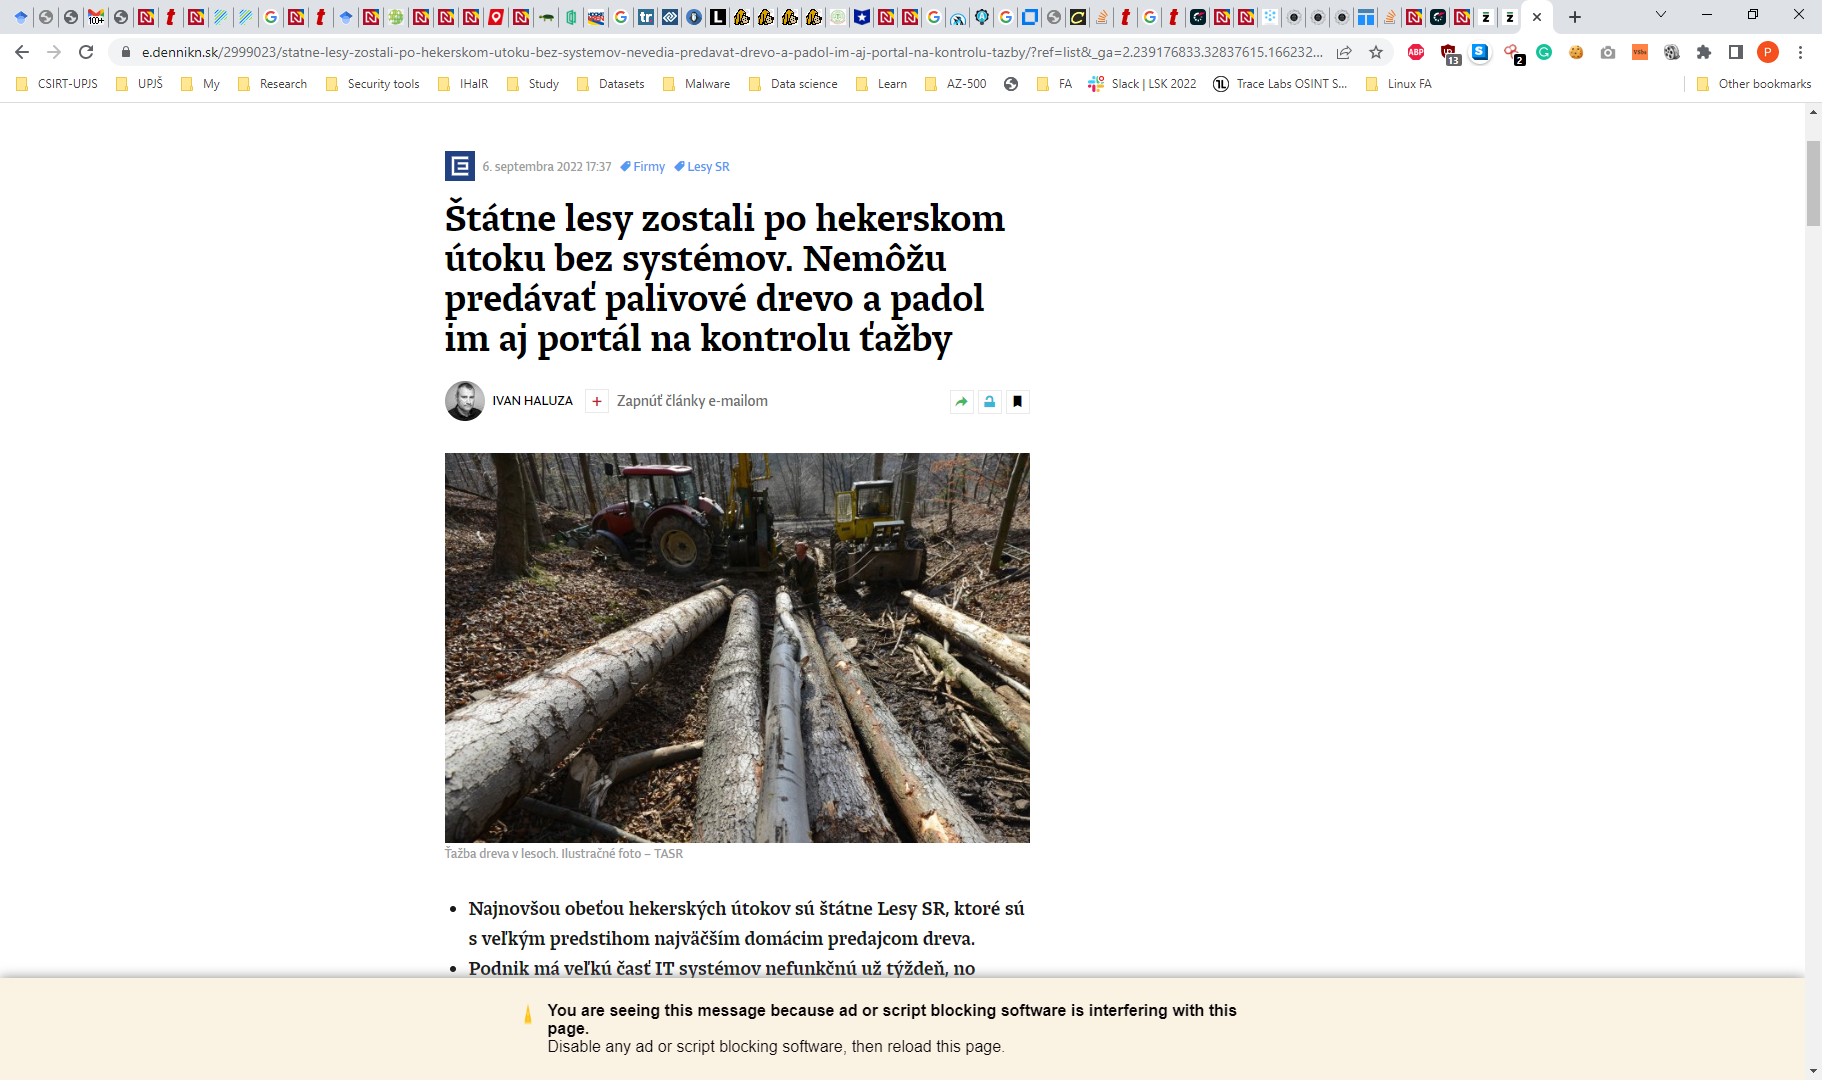 e.dennikn.sk/2999023/statne-lesy-zostali-po-hekerskom-utoku-bez-systemov-nevedia-predavat-drevo-a-padol-im-aj-portal-na-kontrolu-tazby/?ref=list&_ga=2.239176833.32837615.166232...
CSIRT-UPJS UPJŠ My Research Security tools IHaIR Study Datasets Malware Data science Learn AZ-500 FA Slack | LSK 2022 Trace Labs OSINT S... Linux FA Other bookmarks
6. septembra 2022 17:37 Firmy Lesy SR
Štátne lesy zostali po hekerskom
útoku bez systémov. Nemôžu
predávať palivové drevo a padol
im aj portál na kontrolu ťažby
IVAN HALUZA + Zapnúť články e-mailom
Ťažba dreva v lesoch. Ilustračné foto – TASR
• Najnovšou obeťou hekerských útokov sú štátne Lesy SR, ktoré sú
s veľkým predstihom najväčším domácim predajcom dreva.
• Podnik má veľkú časť IT systémov nefunkčnú už týždeň, no
You are seeing this message because ad or script blocking software is interfering with this
page.
Disable any ad or script blocking software, then reload this page.